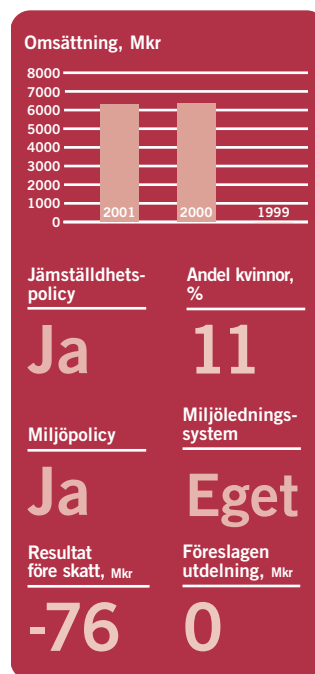 Omsättning, Mkr
8000
7000
6000
5000
4000
3000
2000
1000
0
2001 2000 1999
Jämställdhets-
policy
Ja
Andel kvinnor,
%
11
Miljöpolicy
Ja
Miljölednings-
system
Eget
Resultat
före skatt, Mkr
-76
Föreslagen
utdelning, Mkr
0